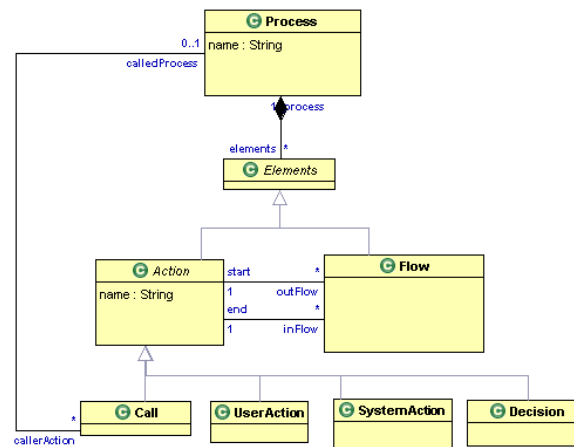 C Process
0..1
name : String
calledProcess
1 process
elements *
C Elements
C Action
start *
C Flow
name : String
1 outFlow
end *
1 inFlow
C Call
C UserAction
C SystemAction
C Decision
*
callerAction